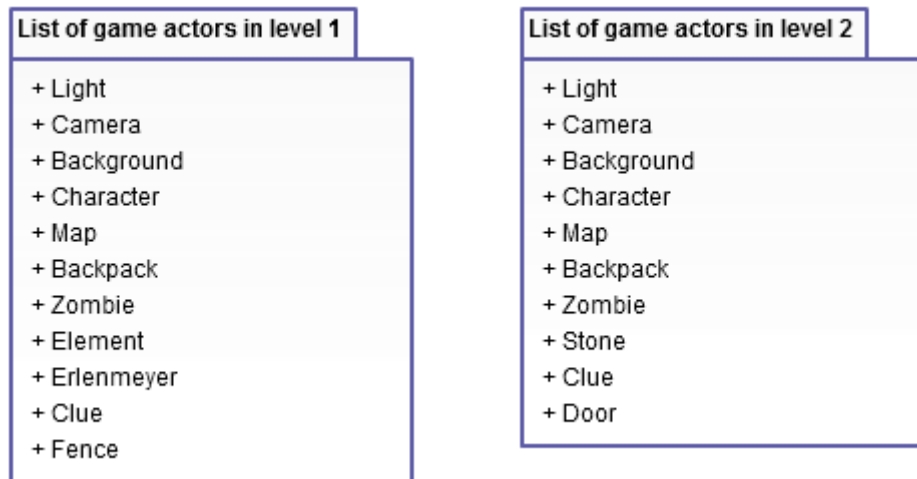 List of game actors in level 1
+ Light
+ Camera
+ Background
+ Character
+ Map
+ Backpack
+ Zombie
+ Element
+ Erlenmeyer
+ Clue
+ Fence
List of game actors in level 2
+ Light
+ Camera
+ Background
+ Character
+ Map
+ Backpack
+ Zombie
+ Stone
+ Clue
+ Door